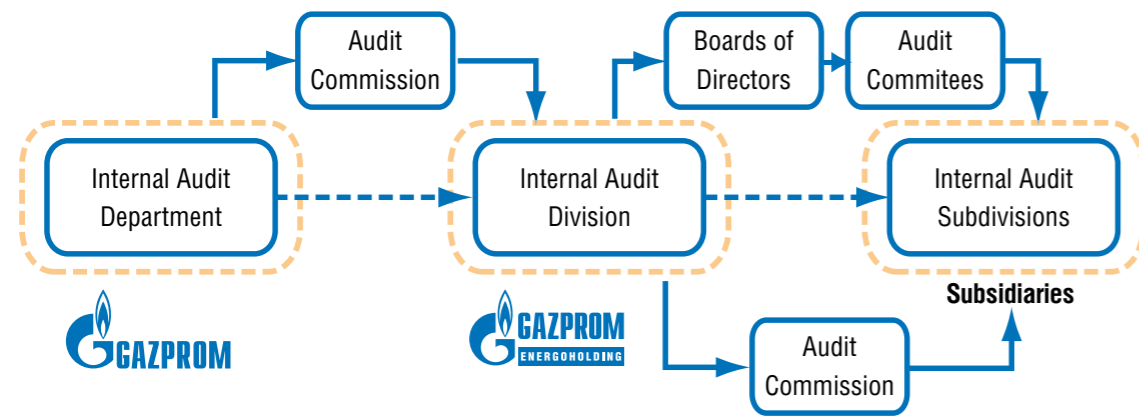 Audit
Commission
Boards of
Directors
Audit
Commitees
Internal Audit
Department
Internal Audit
Division
Internal Audit
Subdivisions
Subsidiaries
GAZPROM
GAZPROM
ENERGOHOLDING
Audit
Commission